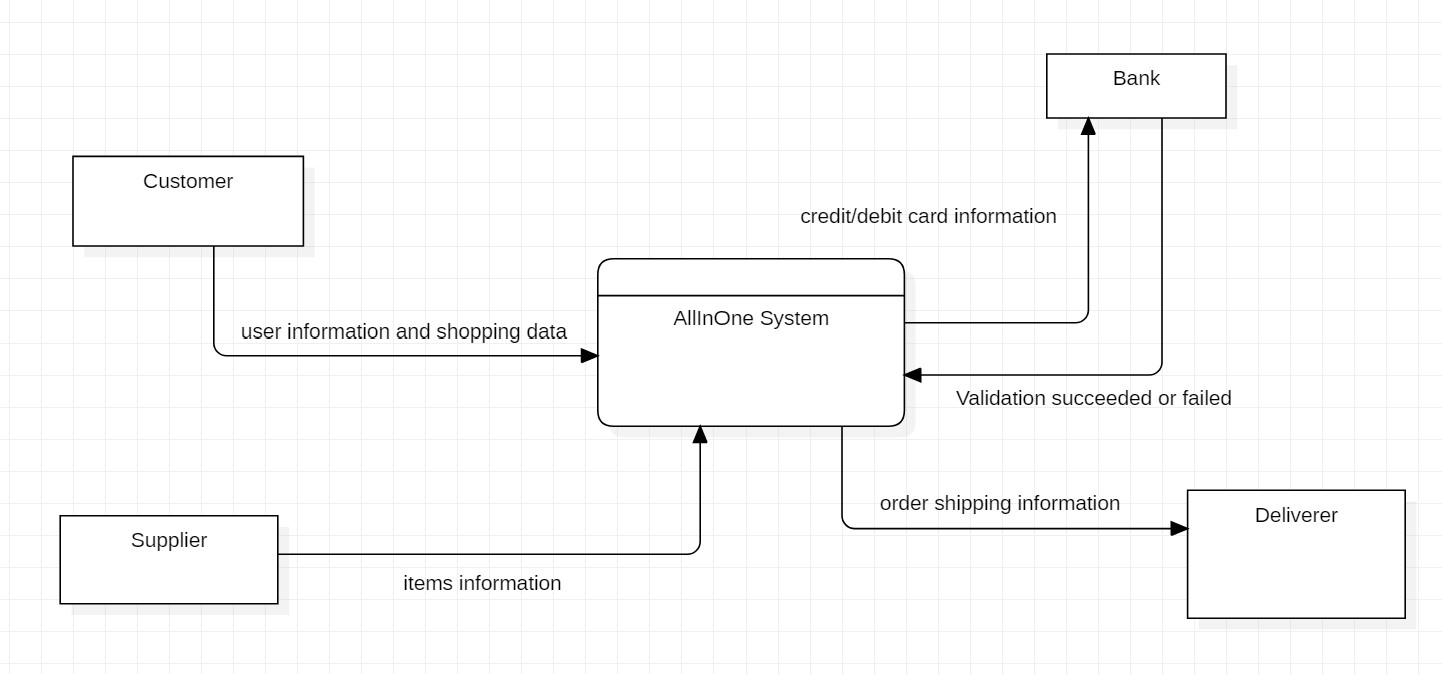 Bank
Customer
credit/debit card information
AllInOne System
user information and shopping data
Validation succeeded or failed
order shipping information
Deliverer
Supplier
items information